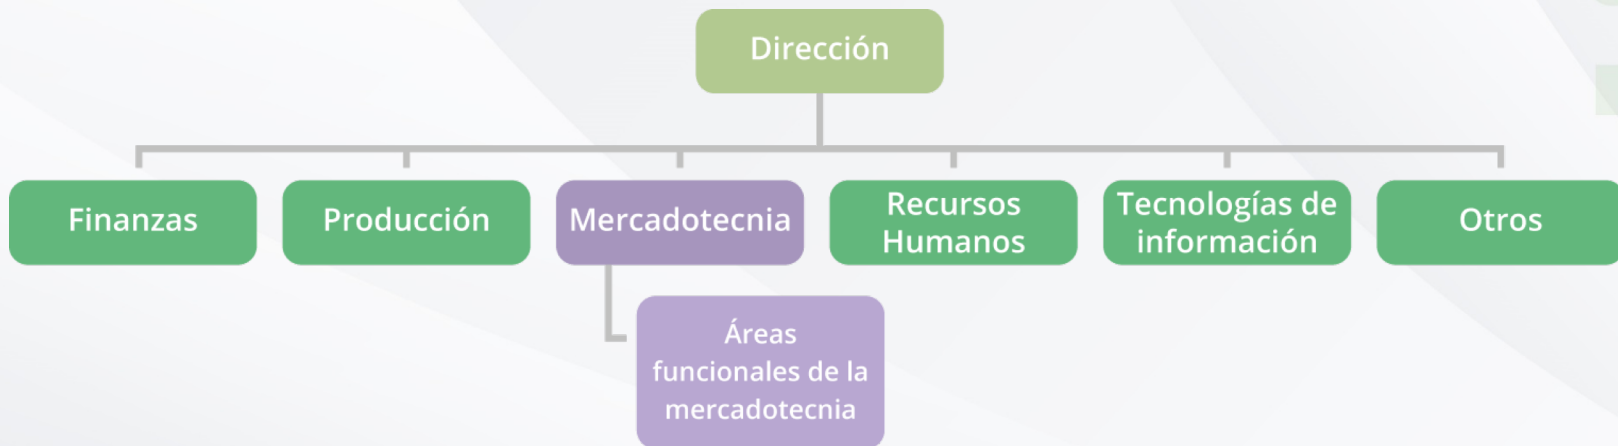 Dirección
Finanzas
Producción
Mercadotecnia
Recursos
Humanos
Tecnologías de
información
Otros
Áreas
funcionales de la
mercadotecnia